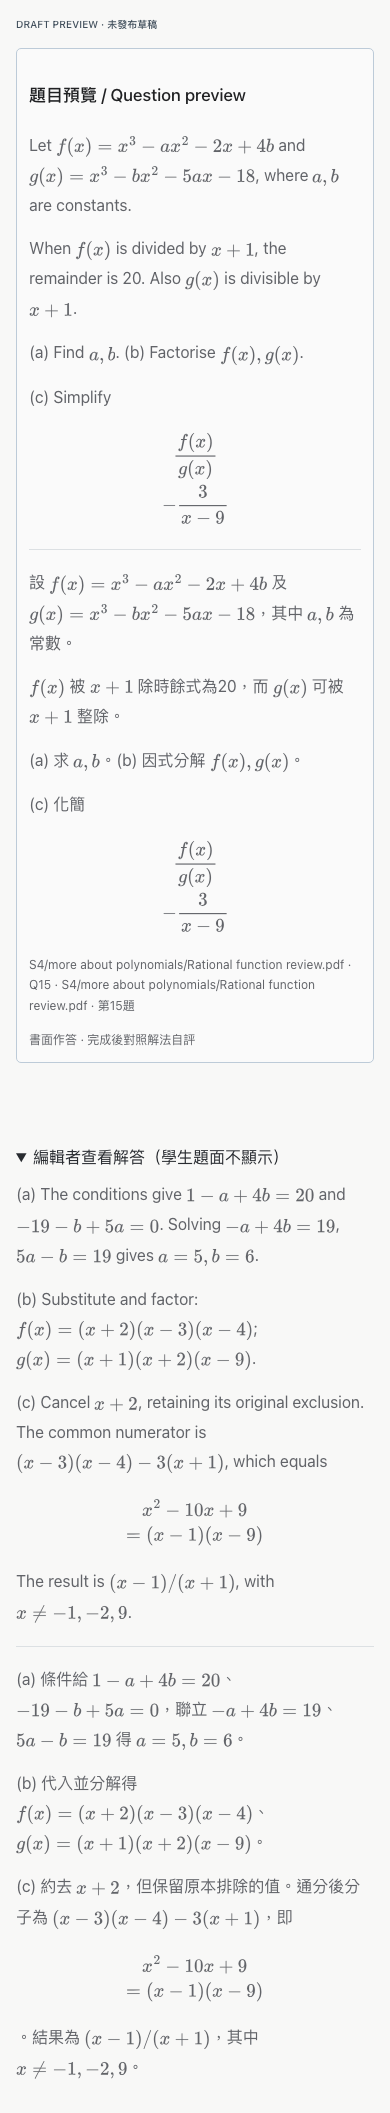 DRAFT PREVIEW · 未發布草稿
題目預覽 / Question preview
Let f(x) = x³ − ax² − 2x + 4b and
g(x) = x³ − bx² − 5ax − 18, where a, b
are constants.
When f(x) is divided by x + 1, the
remainder is 20. Also g(x) is divisible by
x + 1.
(a) Find a, b. (b) Factorise f(x), g(x).
(c) Simplify
f(x)
g(x)
− 3
x − 9
設 f(x) = x³ − ax² − 2x + 4b 及
g(x) = x³ − bx² − 5ax − 18，其中 a, b 為
常數。
f(x) 被 x + 1 除時餘式為20，而 g(x) 可被
x + 1 整除。
(a) 求 a, b。(b) 因式分解 f(x), g(x)。
(c) 化簡
f(x)
g(x)
− 3
x − 9
S4/more about polynomials/Rational function review.pdf ·
Q15 · S4/more about polynomials/Rational function
review.pdf · 第15題
書面作答 · 完成後對照解法自評
▼ 編輯者查看解答（學生題面不顯示）
(a) The conditions give 1 − a + 4b = 20 and
−19 − b + 5a = 0. Solving −a + 4b = 19,
5a − b = 19 gives a = 5, b = 6.
(b) Substitute and factor:
f(x) = (x + 2)(x − 3)(x − 4);
g(x) = (x + 1)(x + 2)(x − 9).
(c) Cancel x + 2, retaining its original exclusion.
The common numerator is
(x − 3)(x − 4) − 3(x + 1), which equals
x² − 10x + 9
= (x − 1)(x − 9)
The result is (x − 1)/(x + 1), with
x ≠ −1, −2, 9.
(a) 條件給 1 − a + 4b = 20、
−19 − b + 5a = 0，聯立 −a + 4b = 19、
5a − b = 19 得 a = 5, b = 6。
(b) 代入並分解得
f(x) = (x + 2)(x − 3)(x − 4)、
g(x) = (x + 1)(x + 2)(x − 9)。
(c) 約去 x + 2，但保留原本排除的值。通分後分
子為 (x − 3)(x − 4) − 3(x + 1)，即
x² − 10x + 9
= (x − 1)(x − 9)
。結果為 (x − 1)/(x + 1)，其中
x ≠ −1, −2, 9。